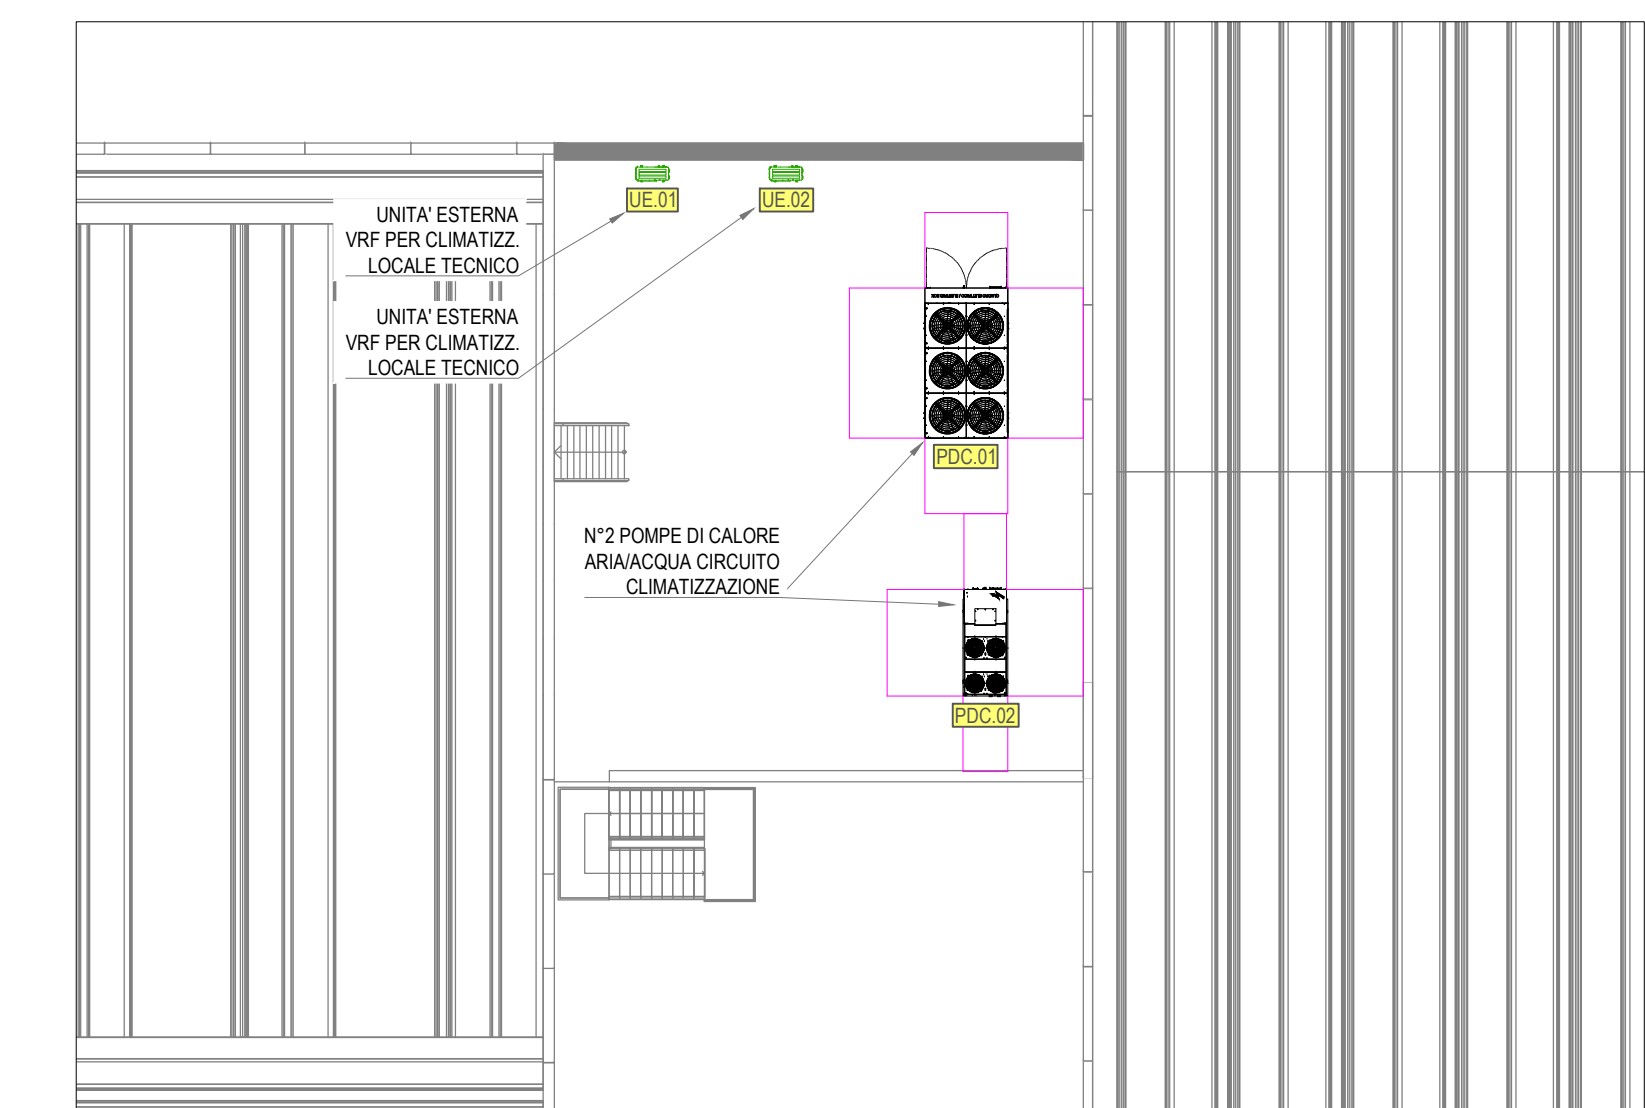 UE.01
UE.02
UNITA' ESTERNA
VRF PER CLIMATIZZ.
LOCALE TECNICO
UNITA' ESTERNA
VRF PER CLIMATIZZ.
LOCALE TECNICO
PDC.01
N°2 POMPE DI CALORE
ARIA/ACQUA CIRCUITO
CLIMATIZZAZIONE
PDC.02